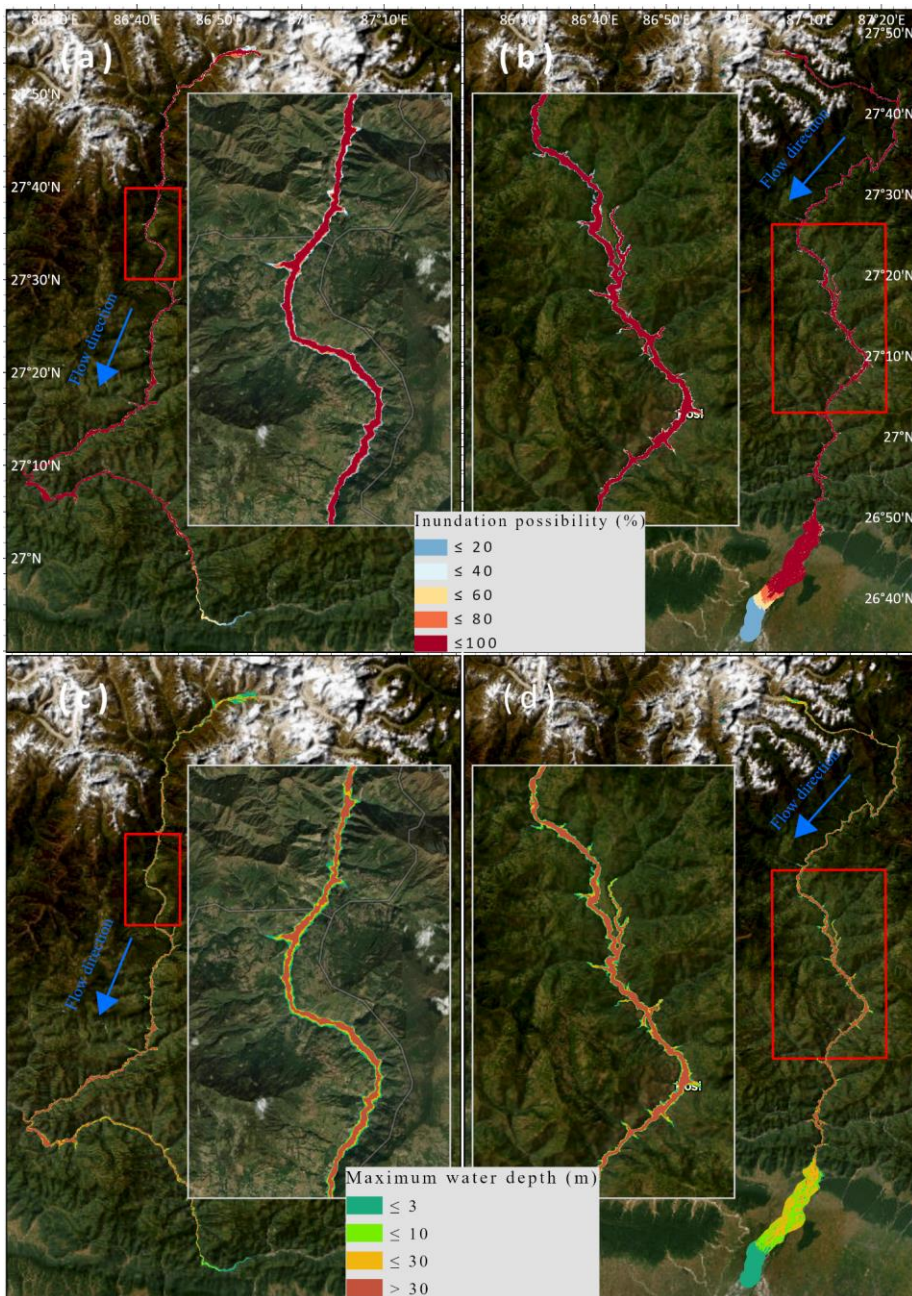 86°40'E 86°50'E 87°E 87°10'E
86°40'E 86°50'E 87°E 87°10'E 87°20'E
(a)
(b)
27°50'N
27°40'N
27°30'N
27°20'N
27°10'N
27°N
27°50'N
27°40'N
27°30'N
27°20'N
27°10'N
27°N
26°50'N
26°40'N
Flow direction
Flow direction
Inundation possibility (%)
≤ 20
≤ 40
≤ 60
≤ 80
≤100
(c)
(d)
Flow direction
Flow direction
Maximum water depth (m)
≤ 3
≤ 10
≤ 30
> 30